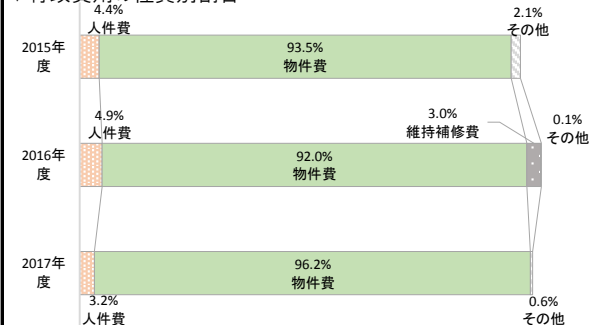 4.4%
人件費
2.1%
その他
2015年
度
93.5%
物件費
4.9%
人件費
3.0%
維持補修費
0.1%
その他
2016年
度
92.0%
物件費
2017年
度
96.2%
物件費
3.2%
人件費
0.6%
その他